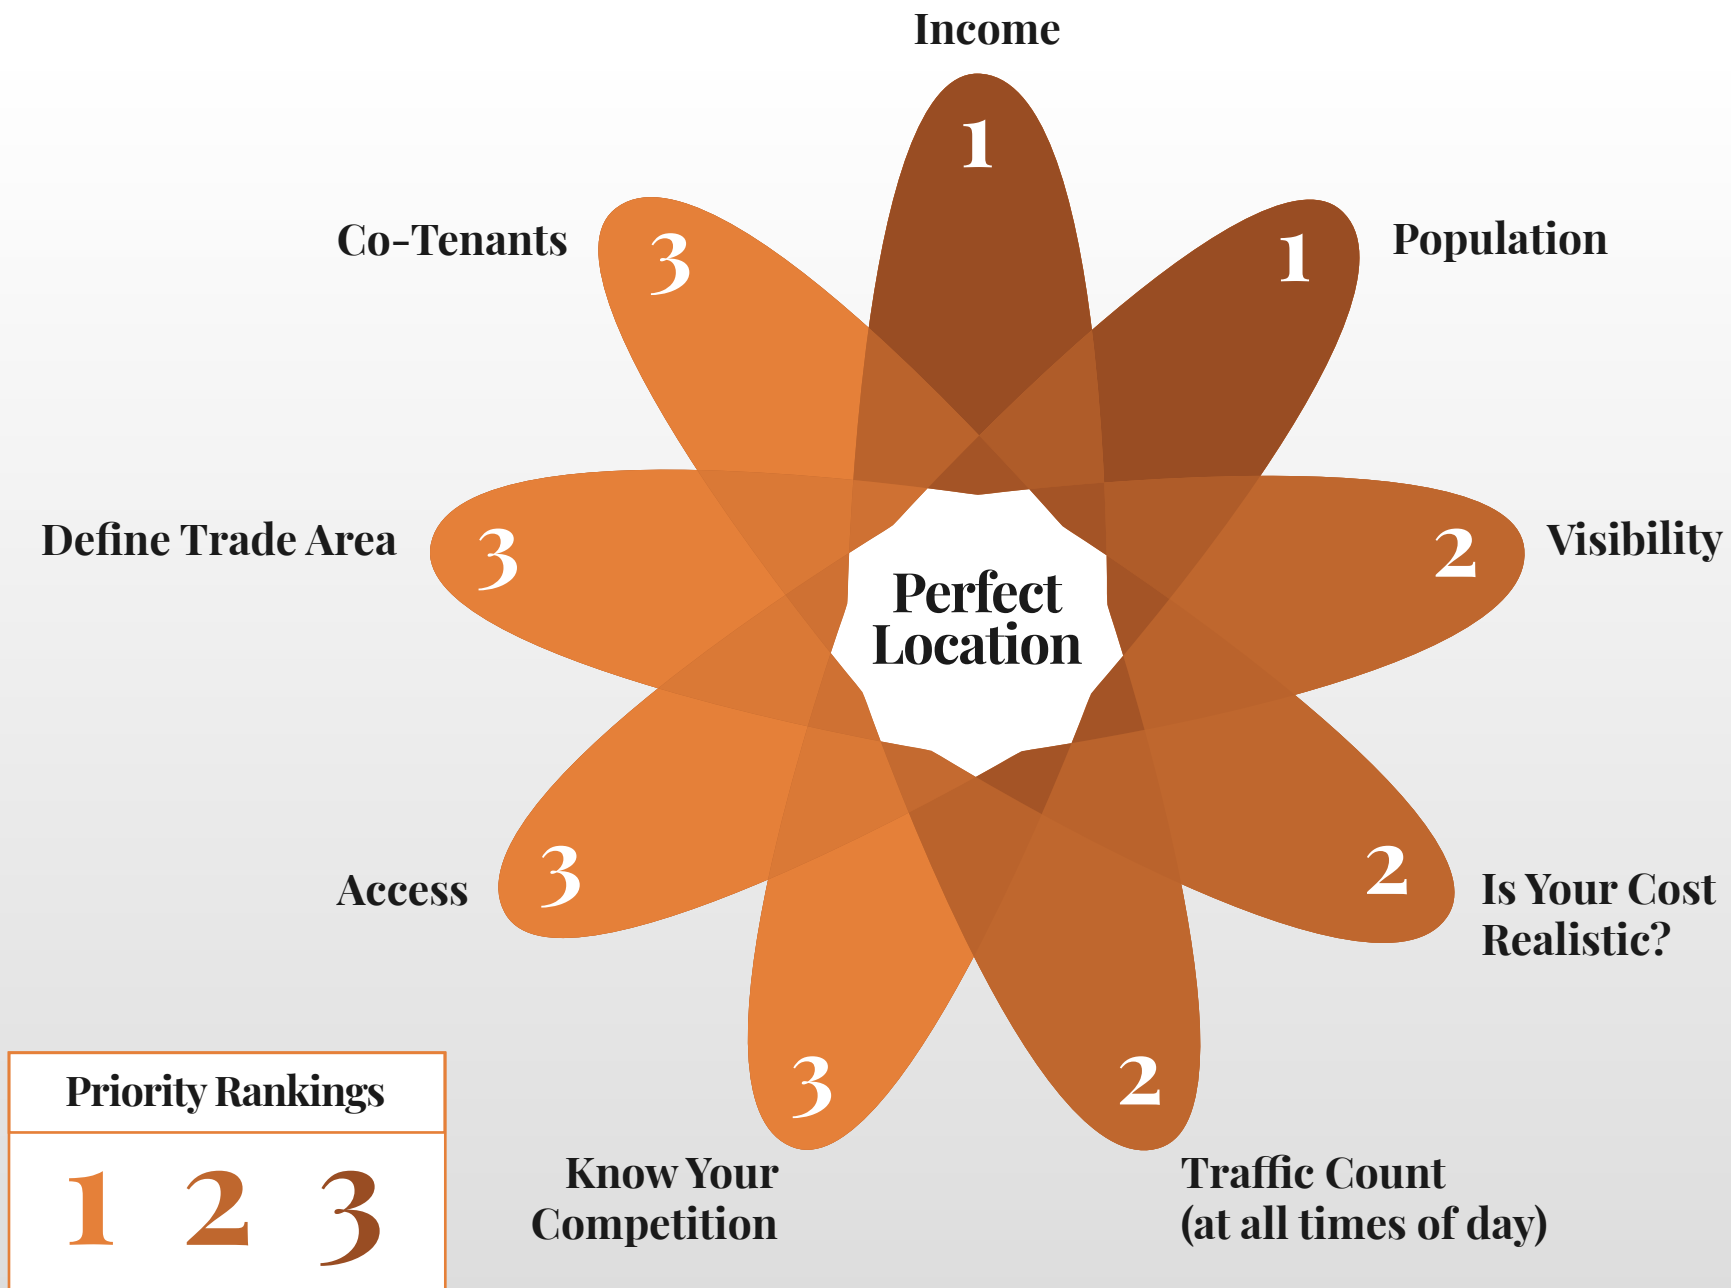 Income
1
Co-Tenants
3
1
Population
Define Trade Area
3
Perfect
Location
2
Visibility
Access
3
2
Is Your Cost
Realistic?
3
2
Know Your
Competition
Traffic Count
(at all times of day)
Priority Rankings
1 2 3